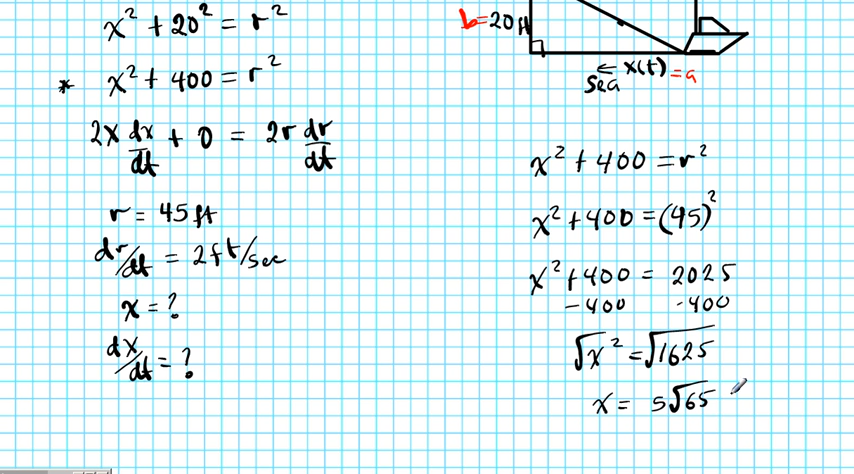 x² + 20² = r²
* x² + 400 = r²
2x dx/dt + 0 = 2r dr/dt
r = 45 ft
dr/dt = 2 ft/sec
x = ?
dx/dt = ?
b = 20 ft
← x(t) = a
sea
x² + 400 = r²
x² + 400 = (45)²
x² + 400 = 2025
-400 -400
√x² = √1625
x = 5√65